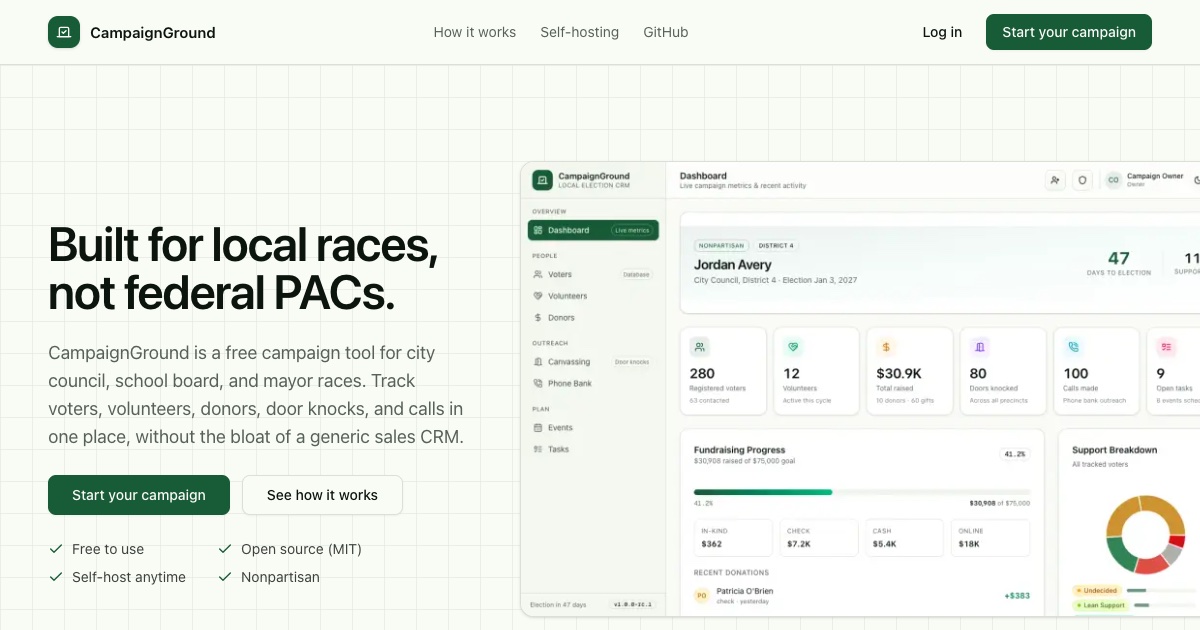 CampaignGround
How it works
Self-hosting
GitHub
Log in
Start your campaign
Built for local races,
not federal PACs.
CampaignGround is a free campaign tool for city
council, school board, and mayor races. Track
voters, volunteers, donors, door knocks, and calls in
one place, without the bloat of a generic sales CRM.
Start your campaign
See how it works
Free to use
Open source (MIT)
Self-host anytime
Nonpartisan
CampaignGround
LOCAL ELECTION CRM
OVERVIEW
Dashboard
Live metrics
PEOPLE
Voters
Database
Volunteers
Donors
OUTREACH
Canvassing
Door knocks
Phone Bank
PLAN
Events
Tasks
Election in 47 days
Dashboard
Live campaign metrics & recent activity
CO
Campaign Owner
Owner
NONPARTISAN
DISTRICT 4
Jordan Avery
City Council, District 4 · Election Jan 3, 2027
47
DAYS TO ELECTION
280
Registered voters
63 contacted
12
Volunteers
Active this cycle
$30.9K
Total raised
10 donors · 60 gifts
80
Doors knocked
Across all precincts
100
Calls made
Phone bank outreach
9
Open tasks
Fundraising Progress
$30,908 raised of $75,000 goal
41.2%
41.2%
$30,908 of $75,000
IN-KIND
$362
CHECK
$7.2K
CASH
$5.4K
ONLINE
$18K
RECENT DONATIONS
PO
Patricia O'Brien
check · yesterday
+$383
Support Breakdown
All tracked voters
Undecided
Lean Support